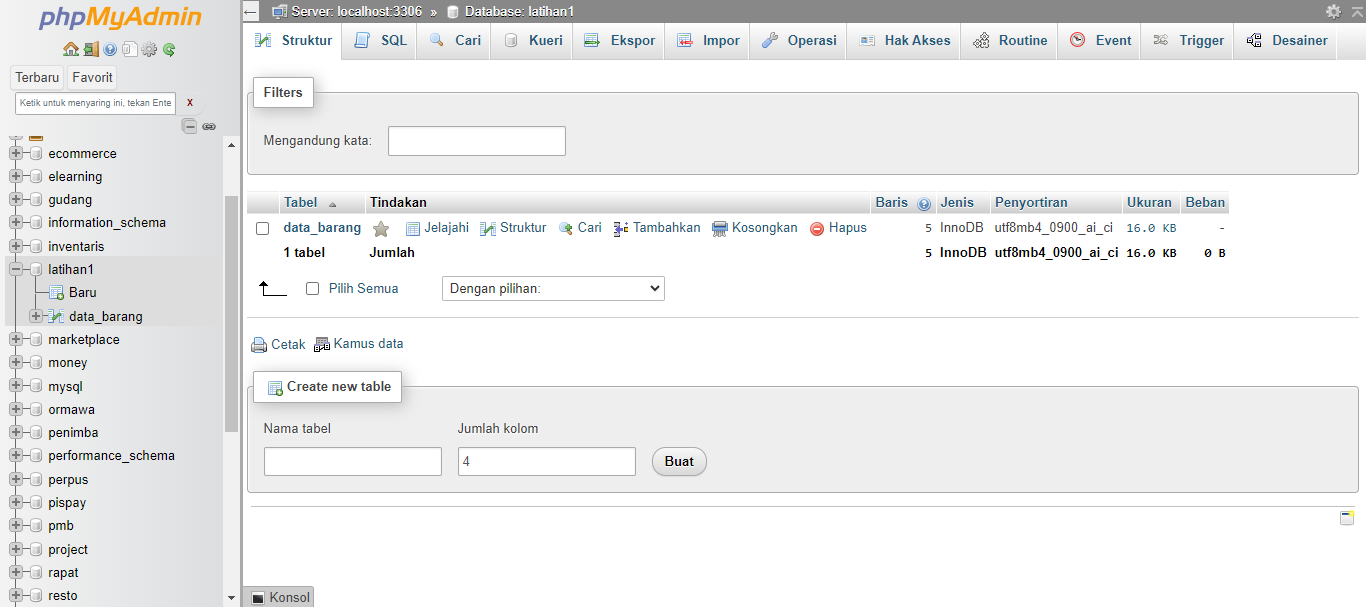 phpMyAdmin
Terbaru Favorit
Ketik untuk menyaring ini, tekan Ente X
ecommerce
elearning
gudang
information_schema
inventaris
latihan1
Baru
data_barang
marketplace
money
mysql
ormawa
penimba
performance_schema
perpus
pispay
pmb
project
rapat
resto
Server: localhost:3306 » Database: latihan1
Struktur SQL Cari Kueri Ekspor Impor Operasi Hak Akses Routine Event Trigger Desainer
Filters
Mengandung kata:
Tabel Tindakan Baris Jenis Penyortiran Ukuran Beban
data_barang Jelajahi Struktur Cari Tambahkan Kosongkan Hapus 5 InnoDB utf8mb4_0900_ai_ci 16.0 KB -
1 tabel Jumlah 5 InnoDB utf8mb4_0900_ai_ci 16.0 KB 0 B
Pilih Semua Dengan pilihan:
Cetak Kamus data
Create new table
Nama tabel Jumlah kolom
4 Buat
Konsol